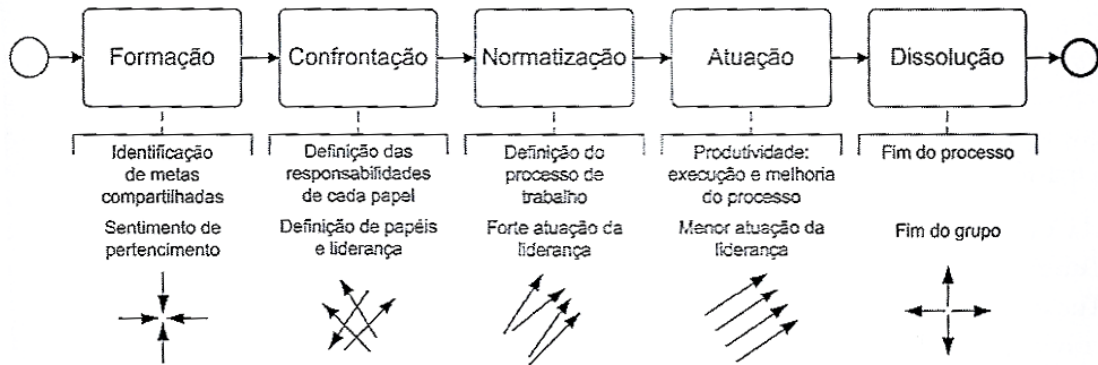 Formação
Confrontação
Normatização
Atuação
Dissolução
Identificação
de metas
compartilhadas
Sentimento de
pertencimento
Definição das
responsabilidades
de cada papel
Definição de papéis
e liderança
Definição do
processo de
trabalho
Forte atuação da
liderança
Produtividade:
execução e melhoria
do processo
Menor atuação da
liderança
Fim do processo
Fim do grupo